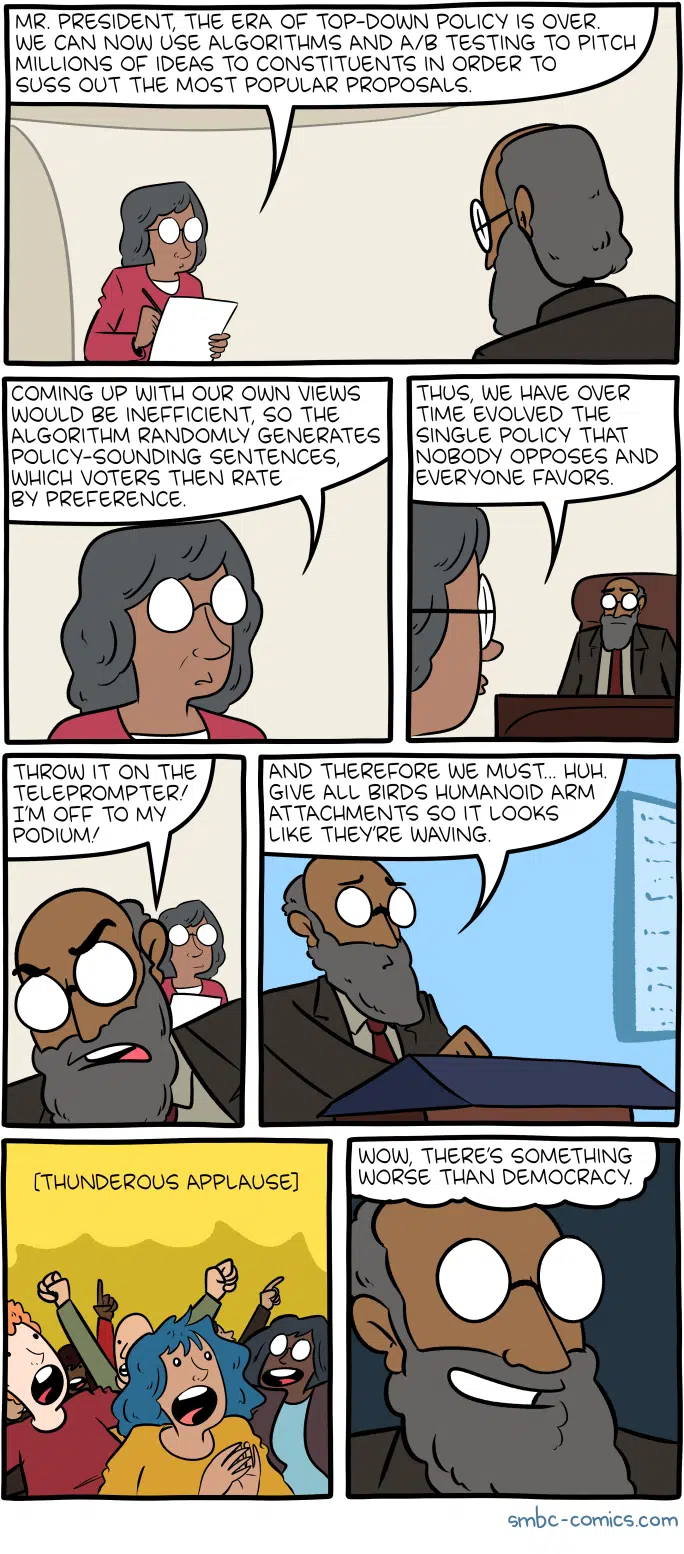 MR. PRESIDENT, THE ERA OF TOP-DOWN POLICY IS OVER.
WE CAN NOW USE ALGORITHMS AND A/B TESTING TO PITCH
MILLIONS OF IDEAS TO CONSTITUENTS IN ORDER TO
SUSS OUT THE MOST POPULAR PROPOSALS.
COMING UP WITH OUR OWN VIEWS
WOULD BE INEFFICIENT, SO THE
ALGORITHM RANDOMLY GENERATES
POLICY-SOUNDING SENTENCES,
WHICH VOTERS THEN RATE
BY PREFERENCE.
THUS, WE HAVE OVER
TIME EVOLVED THE
SINGLE POLICY THAT
NOBODY OPPOSES AND
EVERYONE FAVORS.
THROW IT ON THE
TELEPROMPTER!
I'M OFF TO MY
PODIUM!
AND THEREFORE WE MUST... HUH.
GIVE ALL BIRDS HUMANOID ARM
ATTACHMENTS SO IT LOOKS
LIKE THEY'RE WAVING.
[THUNDEROUS APPLAUSE]
WOW, THERE'S SOMETHING
WORSE THAN DEMOCRACY.
smbc-comics.com